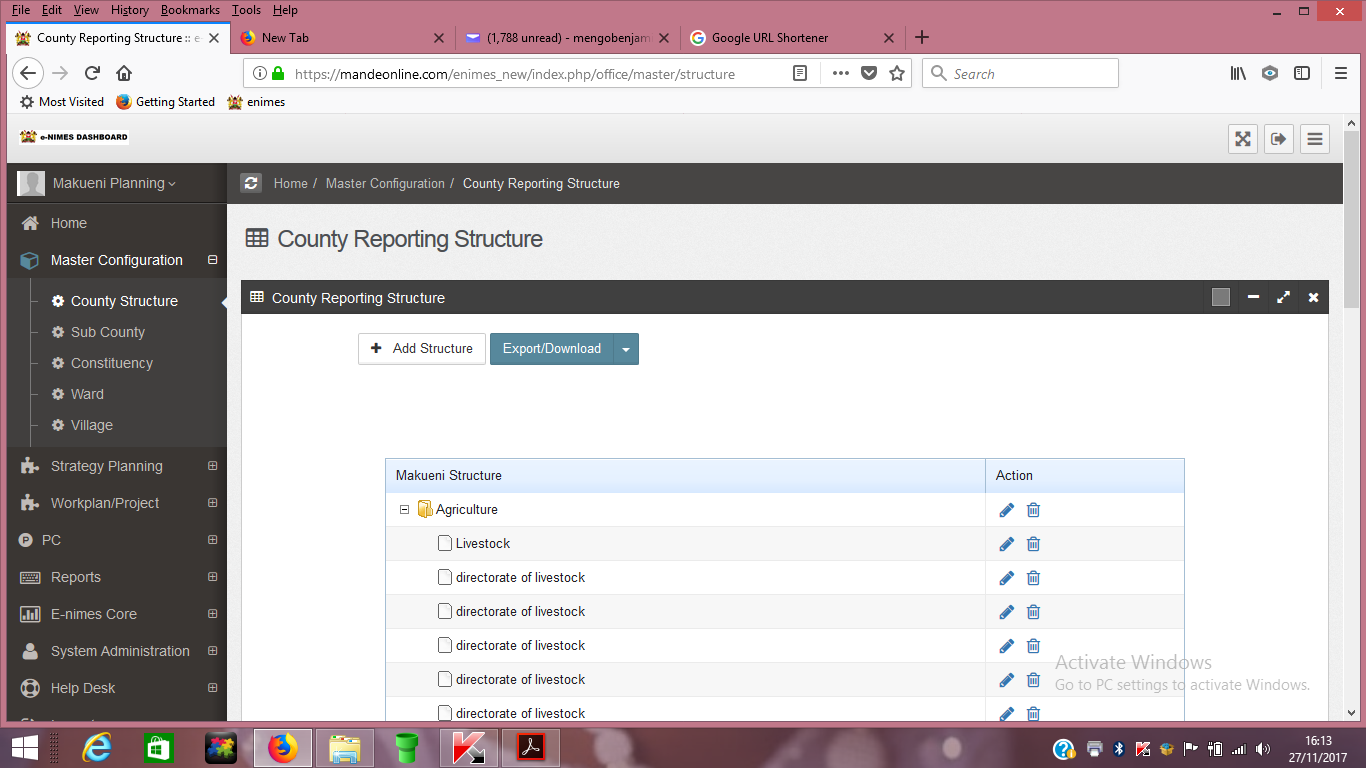 File Edit View History Bookmarks Tools Help
County Reporting Structure :: e-
New Tab
(1,788 unread) - mengobenjam
Google URL Shortener
https://mandeonline.com/enimes_new/index.php/office/master/structure
Search
Most Visited Getting Started enimes
e-NIMES DASHBOARD
Makueni Planning
Home / Master Configuration / County Reporting Structure
Home
Master Configuration
County Structure
Sub County
Constituency
Ward
Village
Strategy Planning
Workplan/Project
P PC
Reports
E-nimes Core
System Administration
Help Desk
County Reporting Structure
County Reporting Structure
Add Structure Export/Download
Makueni Structure Action
Agriculture
Livestock
directorate of livestock
directorate of livestock
directorate of livestock
directorate of livestock
directorate of livestock
Activate Windows
Go to PC settings to activate Windows.
16:13
27/11/2017